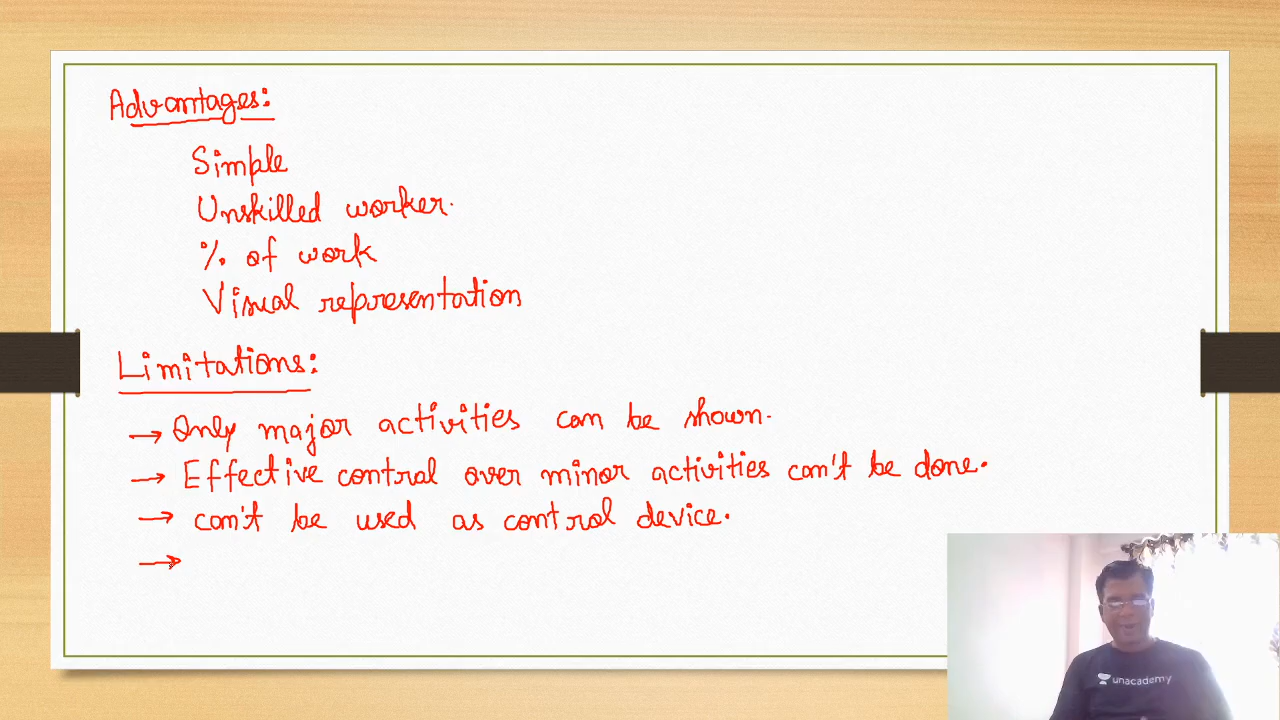 Advantages:
Simple
Unskilled worker.
% of work
Visual representation
Limitations:
→ Only major activities can be shown.
→ Effective control over minor activities can't be done.
→ can't be used as control device.
→
unacademy